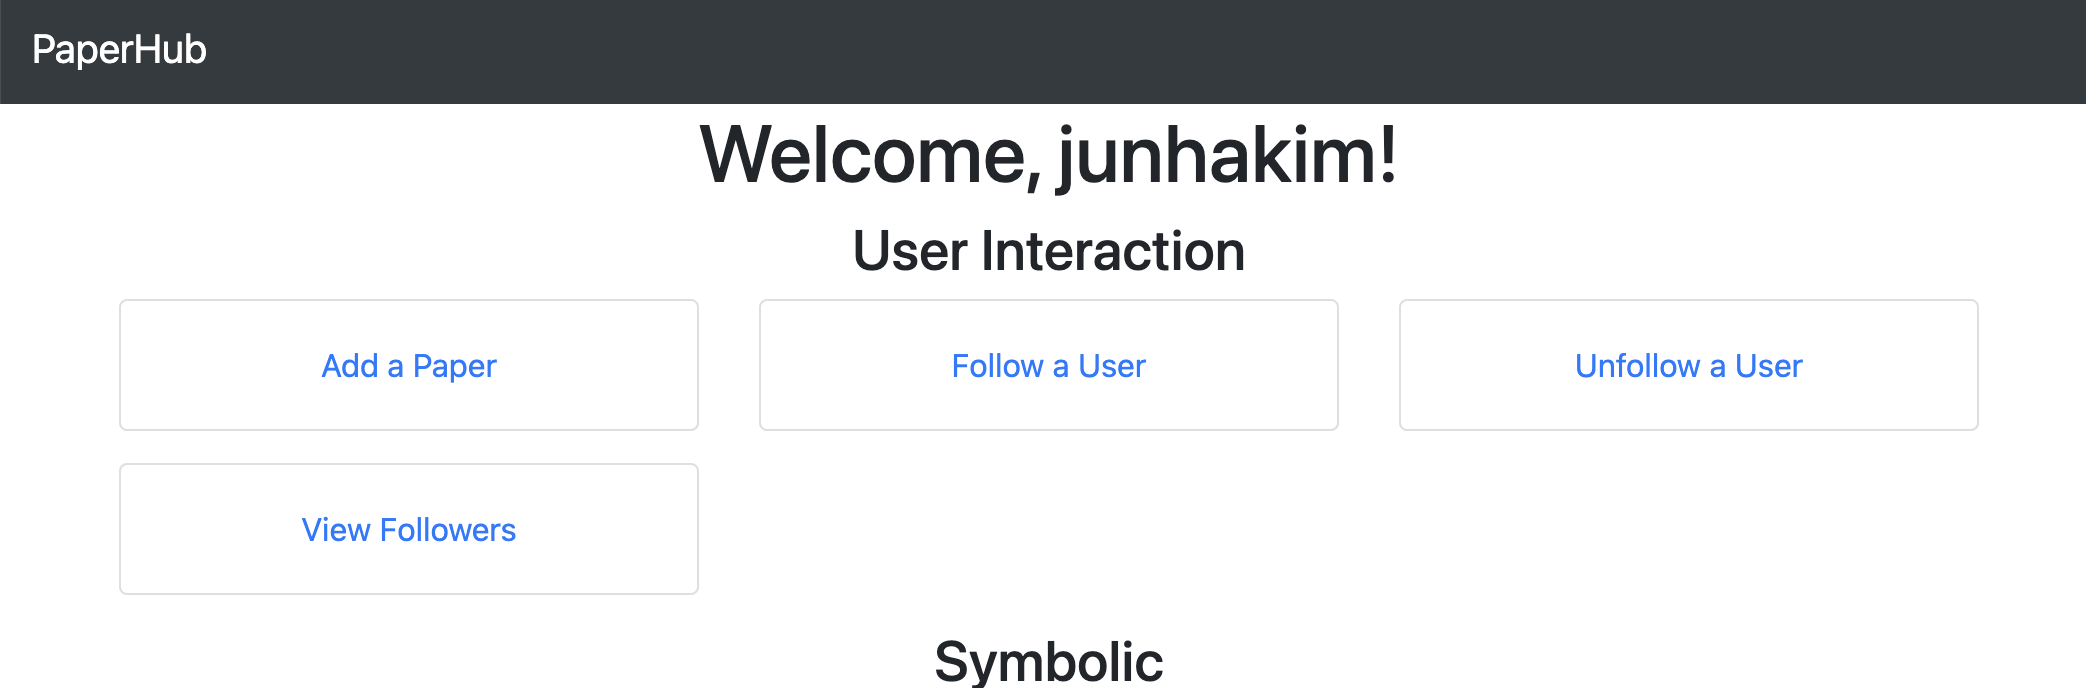 PaperHub
Welcome, junhakim!
User Interaction
Add a Paper
Follow a User
Unfollow a User
View Followers
Symbolic